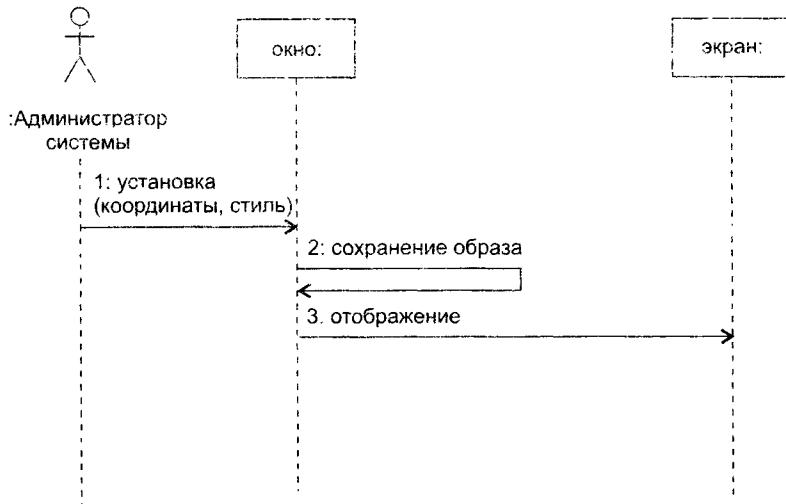 окно:
экран:
:Администратор
системы
1: установка
(координаты, стиль)
2: сохранение образа
3. отображение